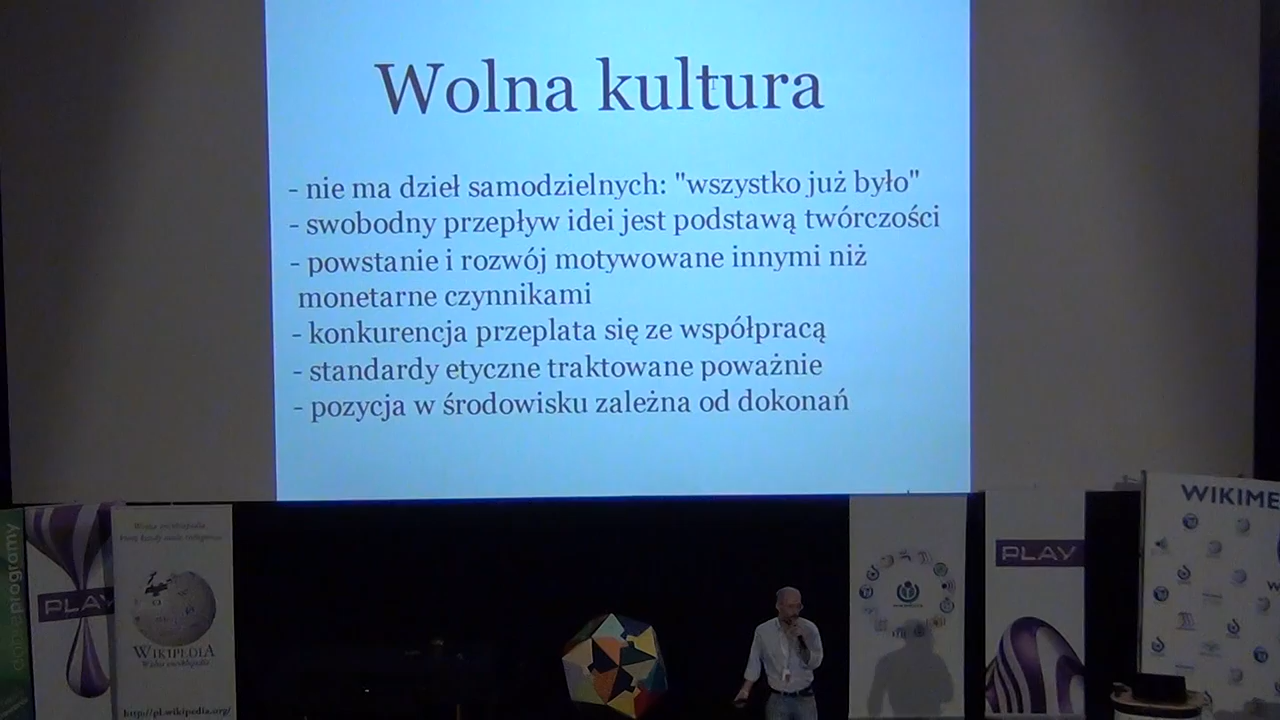 Wolna kultura
- nie ma dzieł samodzielnych: "wszystko już było"
- swobodny przepływ idei jest podstawą twórczości
- powstanie i rozwój motywowane innymi niż
monetarne czynnikami
- konkurencja przeplata się ze współpracą
- standardy etyczne traktowane poważnie
- pozycja w środowisku zależna od dokonań
dobreprogramy
PLAY
WIKIPEDIA
Wolna encyklopedia
http://pl.wikipedia.org/
PLAY
WIKIME